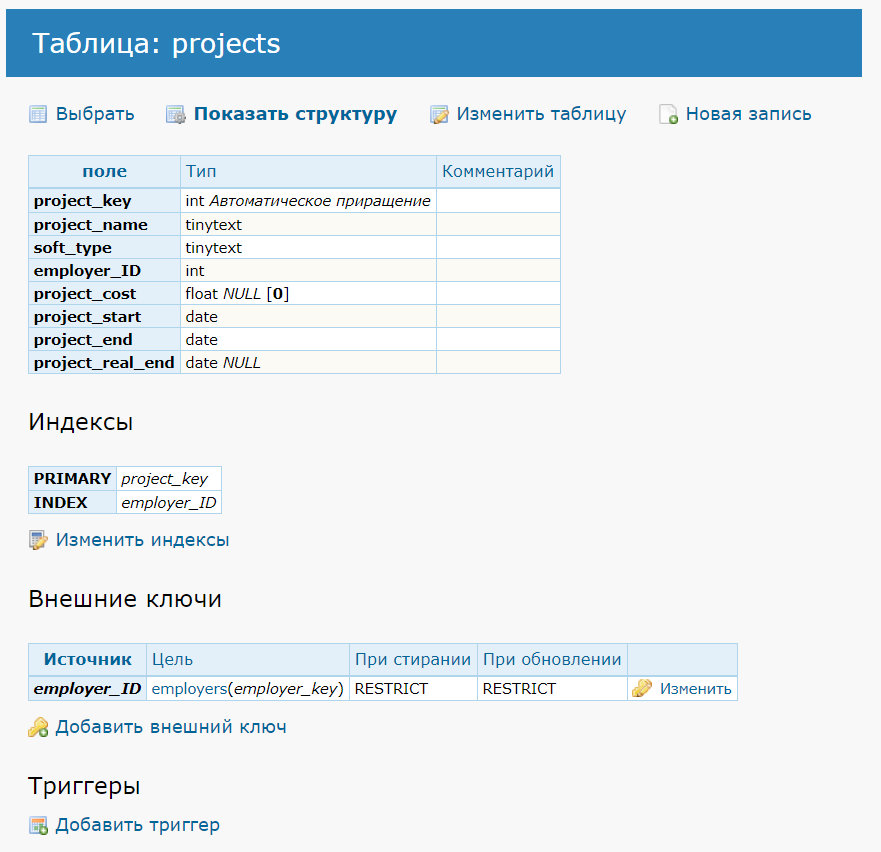 Таблица: projects
Выбрать Показать структуру Изменить таблицу Новая запись
поле Тип Комментарий
project_key int Автоматическое приращение
project_name tinytext
soft_type tinytext
employer_ID int
project_cost float NULL [0]
project_start date
project_end date
project_real_end date NULL
Индексы
PRIMARY project_key
INDEX employer_ID
Изменить индексы
Внешние ключи
Источник Цель При стирании При обновлении
employer_ID employers(employer_key) RESTRICT RESTRICT Изменить
Добавить внешний ключ
Триггеры
Добавить триггер